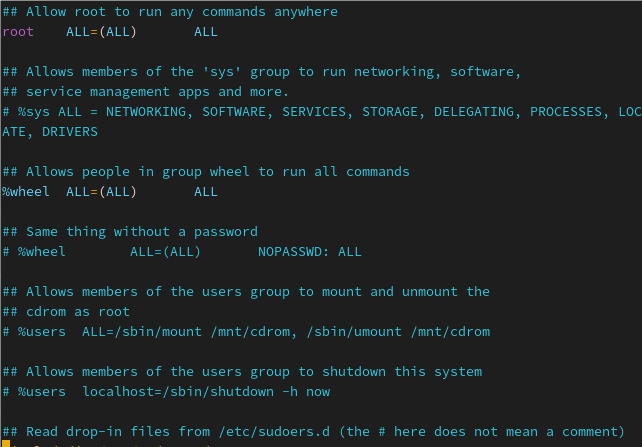 ## Allow root to run any commands anywhere
root    ALL=(ALL)       ALL
## Allows members of the 'sys' group to run networking, software,
## service management apps and more.
# %sys ALL = NETWORKING, SOFTWARE, SERVICES, STORAGE, DELEGATING, PROCESSES, LOC
ATE, DRIVERS
## Allows people in group wheel to run all commands
%wheel  ALL=(ALL)       ALL
## Same thing without a password
# %wheel        ALL=(ALL)       NOPASSWD: ALL
## Allows members of the users group to mount and unmount the
## cdrom as root
# %users  ALL=/sbin/mount /mnt/cdrom, /sbin/umount /mnt/cdrom
## Allows members of the users group to shutdown this system
# %users  localhost=/sbin/shutdown -h now
## Read drop-in files from /etc/sudoers.d (the # here does not mean a comment)